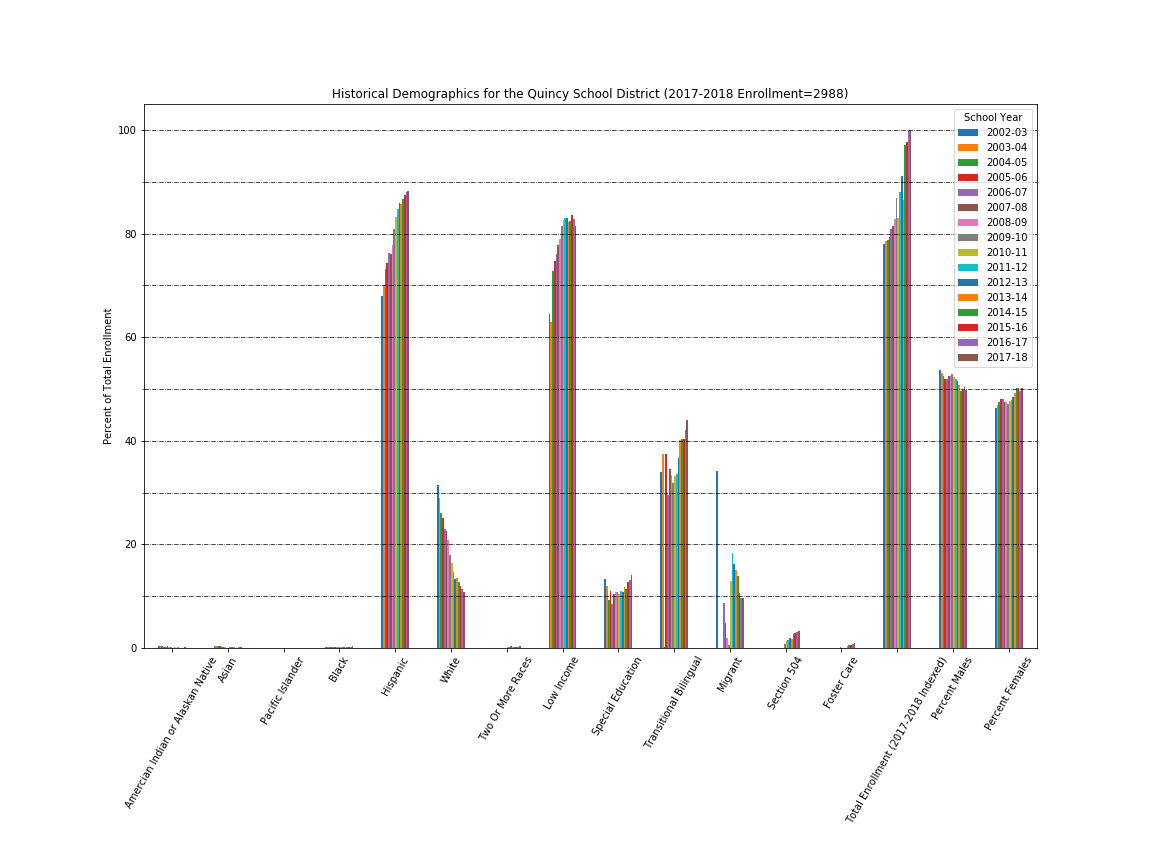 Historical Demographics for the Quincy School District (2017-2018 Enrollment=2988)
Percent of Total Enrollment
100
80
60
40
20
0
School Year
2002-03
2003-04
2004-05
2005-06
2006-07
2007-08
2008-09
2009-10
2010-11
2011-12
2012-13
2013-14
2014-15
2015-16
2016-17
2017-18
Amercian Indian or Alaskan Native
Asian
Pacific Islander
Black
Hispanic
White
Two Or More Races
Low Income
Special Education
Transitional Bilingual
Migrant
Section 504
Foster Care
Total Enrollment (2017-2018 Indexed)
Percent Males
Percent Females